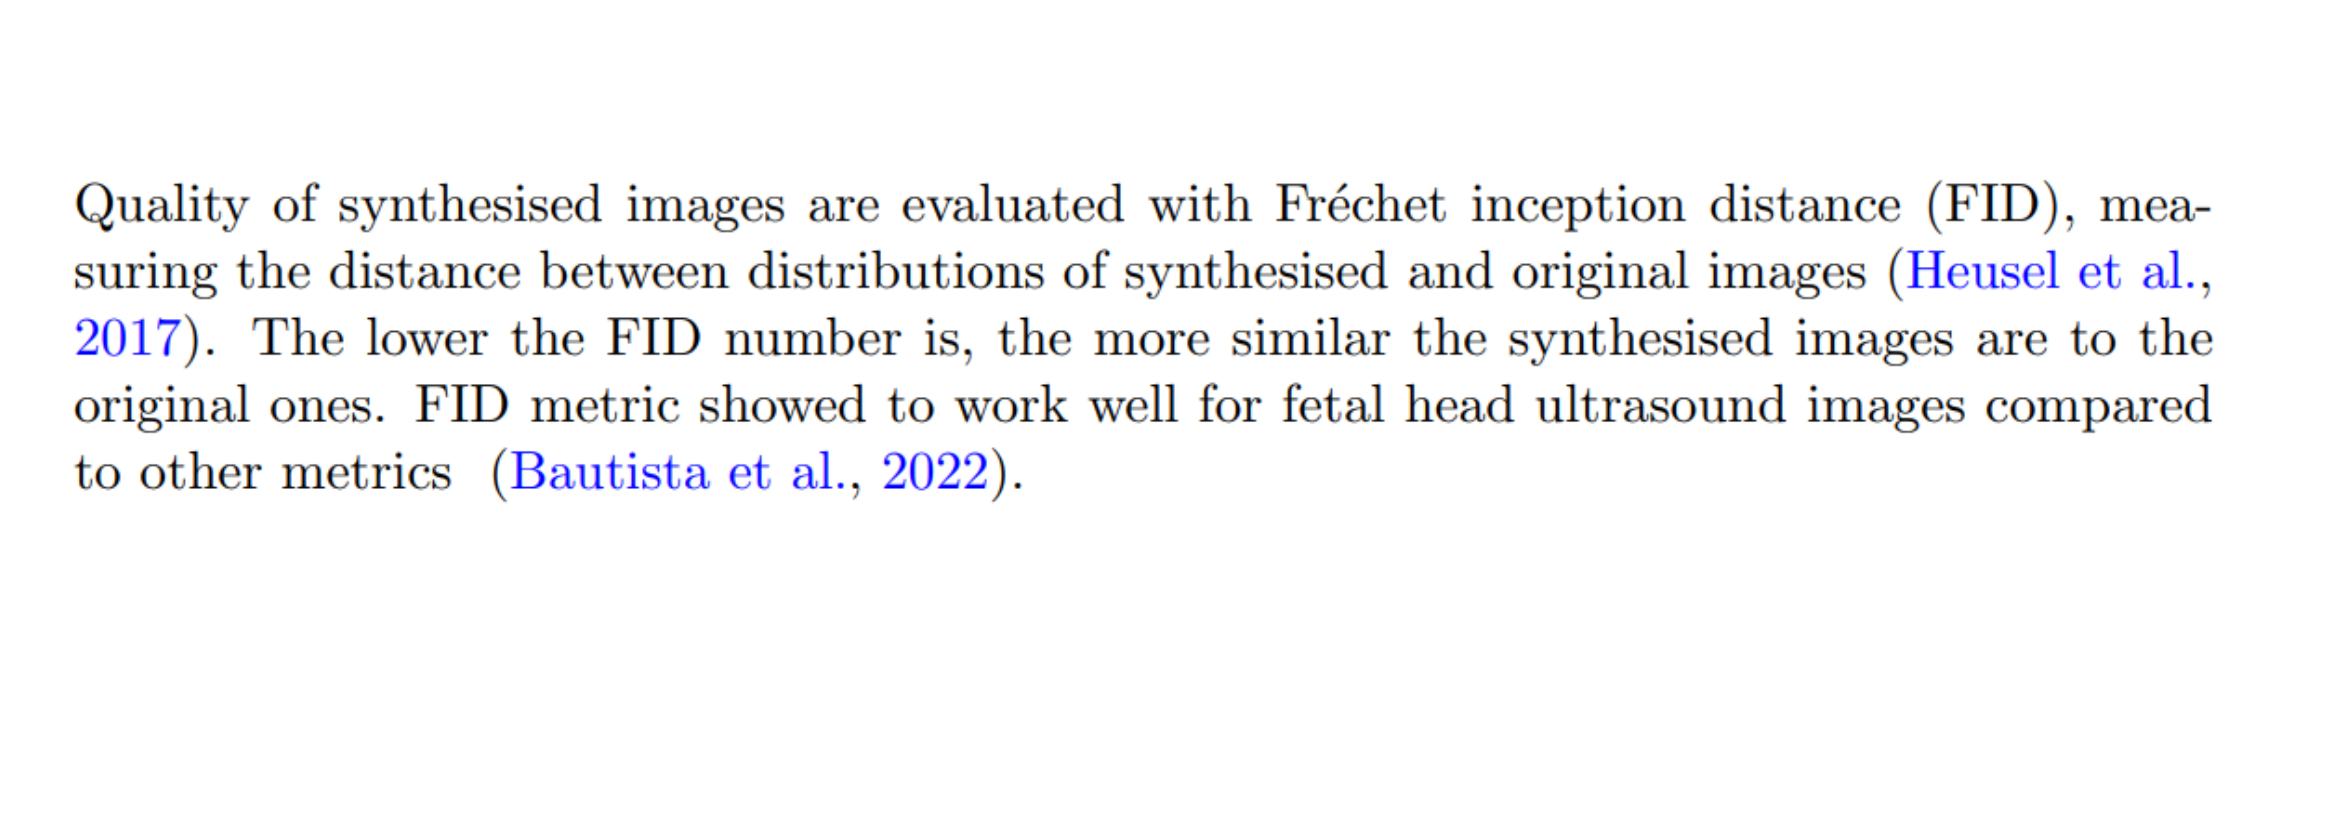 Quality of synthesised images are evaluated with Fréchet inception distance (FID), mea-
suring the distance between distributions of synthesised and original images (Heusel et al.,
2017). The lower the FID number is, the more similar the synthesised images are to the
original ones. FID metric showed to work well for fetal head ultrasound images compared
to other metrics (Bautista et al., 2022).